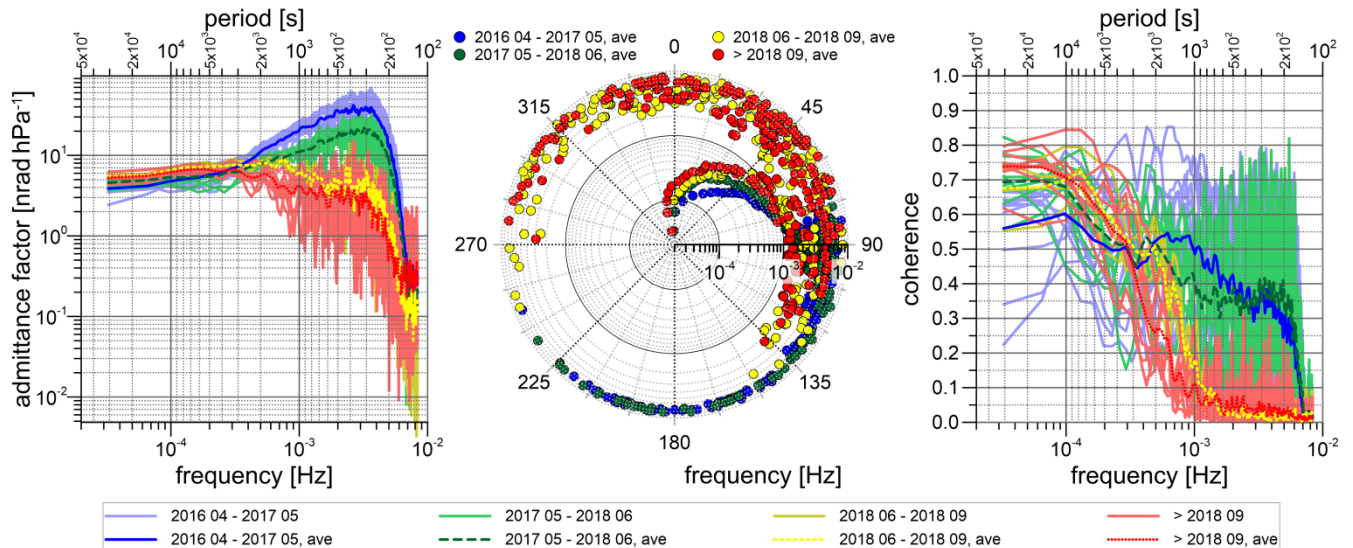 period [s]
5x10⁴
2x10⁴
10⁴
5x10³
2x10³
10³
5x10²
2x10²
10²
admittance factor [nrad hPa⁻¹]
10¹
10⁰
10⁻¹
10⁻²
10⁻⁴
10⁻³
10⁻²
frequency [Hz]
2016 04 - 2017 05, ave
2017 05 - 2018 06, ave
2018 06 - 2018 09, ave
> 2018 09, ave
0
45
90
135
180
225
270
315
10⁻⁴
10⁻³
10⁻²
frequency [Hz]
period [s]
5x10⁴
2x10⁴
10⁴
5x10³
2x10³
10³
5x10²
2x10²
10²
coherence
1.0
0.9
0.8
0.7
0.6
0.5
0.4
0.3
0.2
0.1
0.0
10⁻⁴
10⁻³
10⁻²
frequency [Hz]
2016 04 - 2017 05
2017 05 - 2018 06
2018 06 - 2018 09
> 2018 09
2016 04 - 2017 05, ave
2017 05 - 2018 06, ave
2018 06 - 2018 09, ave
> 2018 09, ave